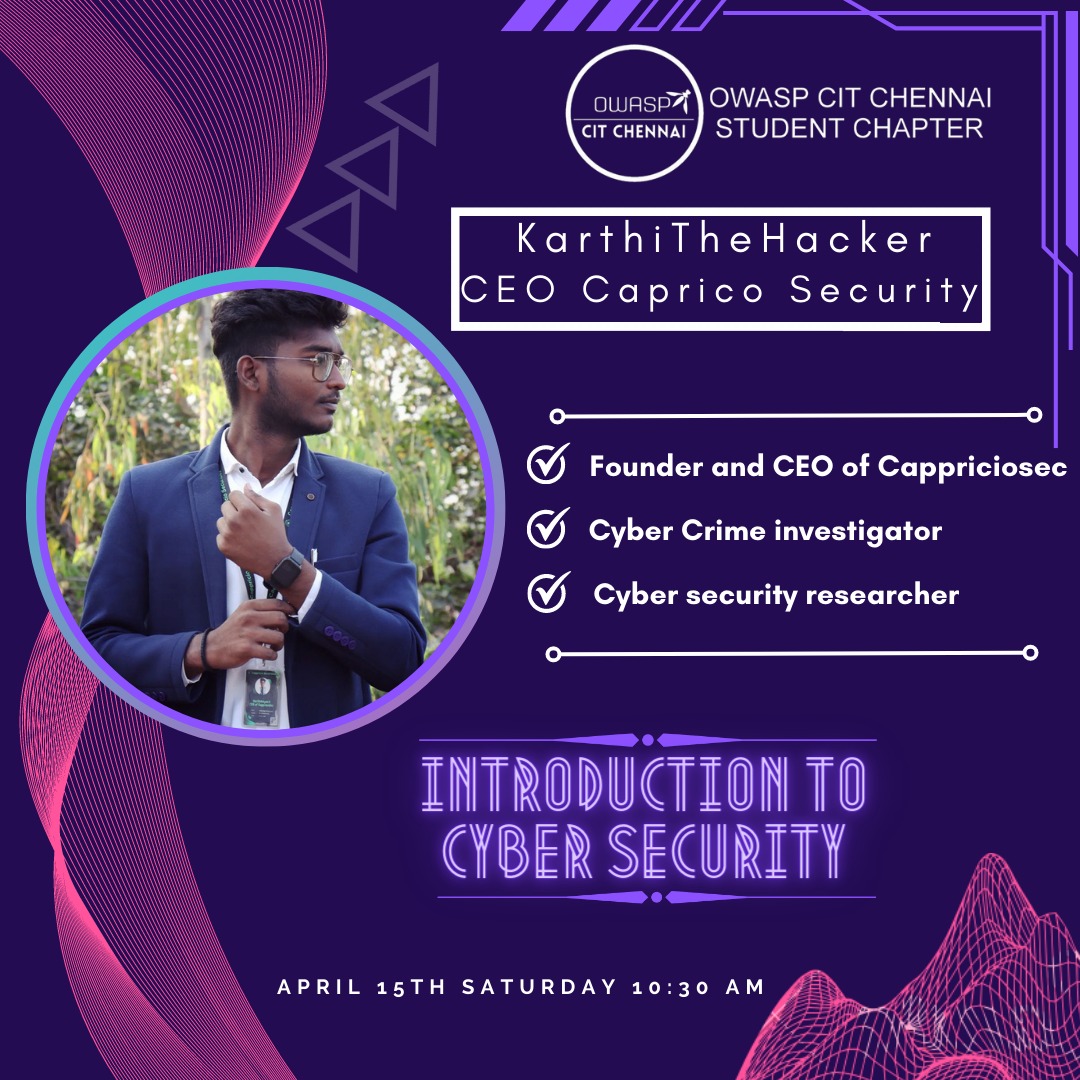 OWASP
CIT CHENNAI
OWASP CIT CHENNAI
STUDENT CHAPTER
KarthiTheHacker
CEO Caprico Security
Founder and CEO of Cappriciosec
Cyber Crime investigator
Cyber security researcher
INTRODUCTION TO
CYBER SECURITY
APRIL 15TH SATURDAY 10:30 AM